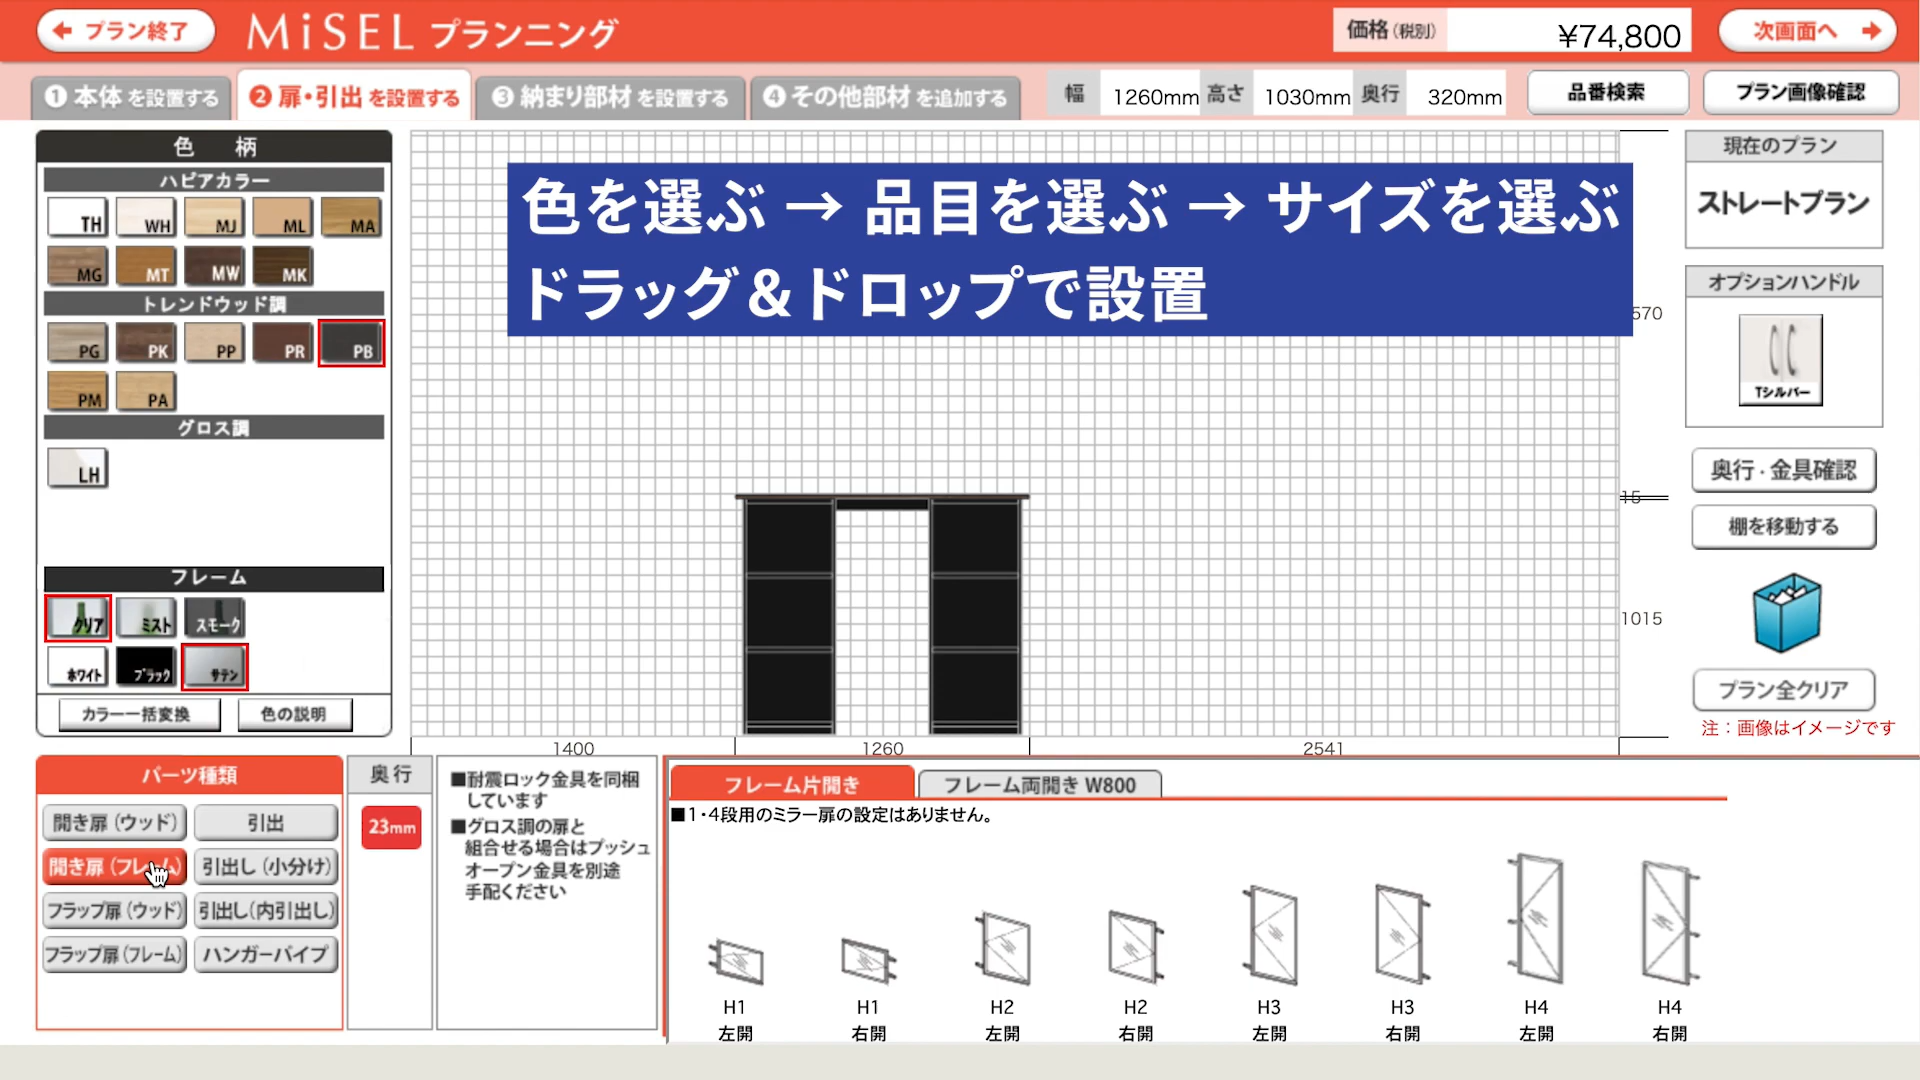 プラン終了
MiSEL プランニング
価格(税別) ¥74,800
次画面へ
1 本体 を設置する
2 扉・引出 を設置する
3 納まり部材 を設置する
4 その他部材 を追加する
幅 1260mm 高さ 1030mm 奥行 320mm
品番検索
プラン画像確認
色 柄
ハピアカラー
TH WH MJ ML MA
MG MT MW MK
トレンドウッド調
PG PK PP PR PB
PM PA
グロス調
LH
フレーム
クリア ミスト スモーク
ホワイト ブラック サテン
カラー一括変換 色の説明
色を選ぶ → 品目を選ぶ → サイズを選ぶ
ドラッグ&ドロップで設置
570
15
1015
1400 1260 2541
現在のプラン
ストレートプラン
オプションハンドル
Tシルバー
奥行・金具確認
棚を移動する
プラン全クリア
注：画像はイメージです
パーツ種類
開き扉(ウッド) 引出
開き扉(フレーム) 引出し(小分け)
フラップ扉(ウッド) 引出し(内引出し)
フラップ扉(フレーム) ハンガーパイプ
奥行
23mm
■耐震ロック金具を同梱
しています
■グロス調の扉と
組合せる場合はプッシュ
オープン金具を別途
手配ください
フレーム片開き フレーム両開き W800
■1・4段用のミラー扉の設定はありません。
H1 H1 H2 H2 H3 H3 H4 H4
左開 右開 左開 右開 左開 右開 左開 右開